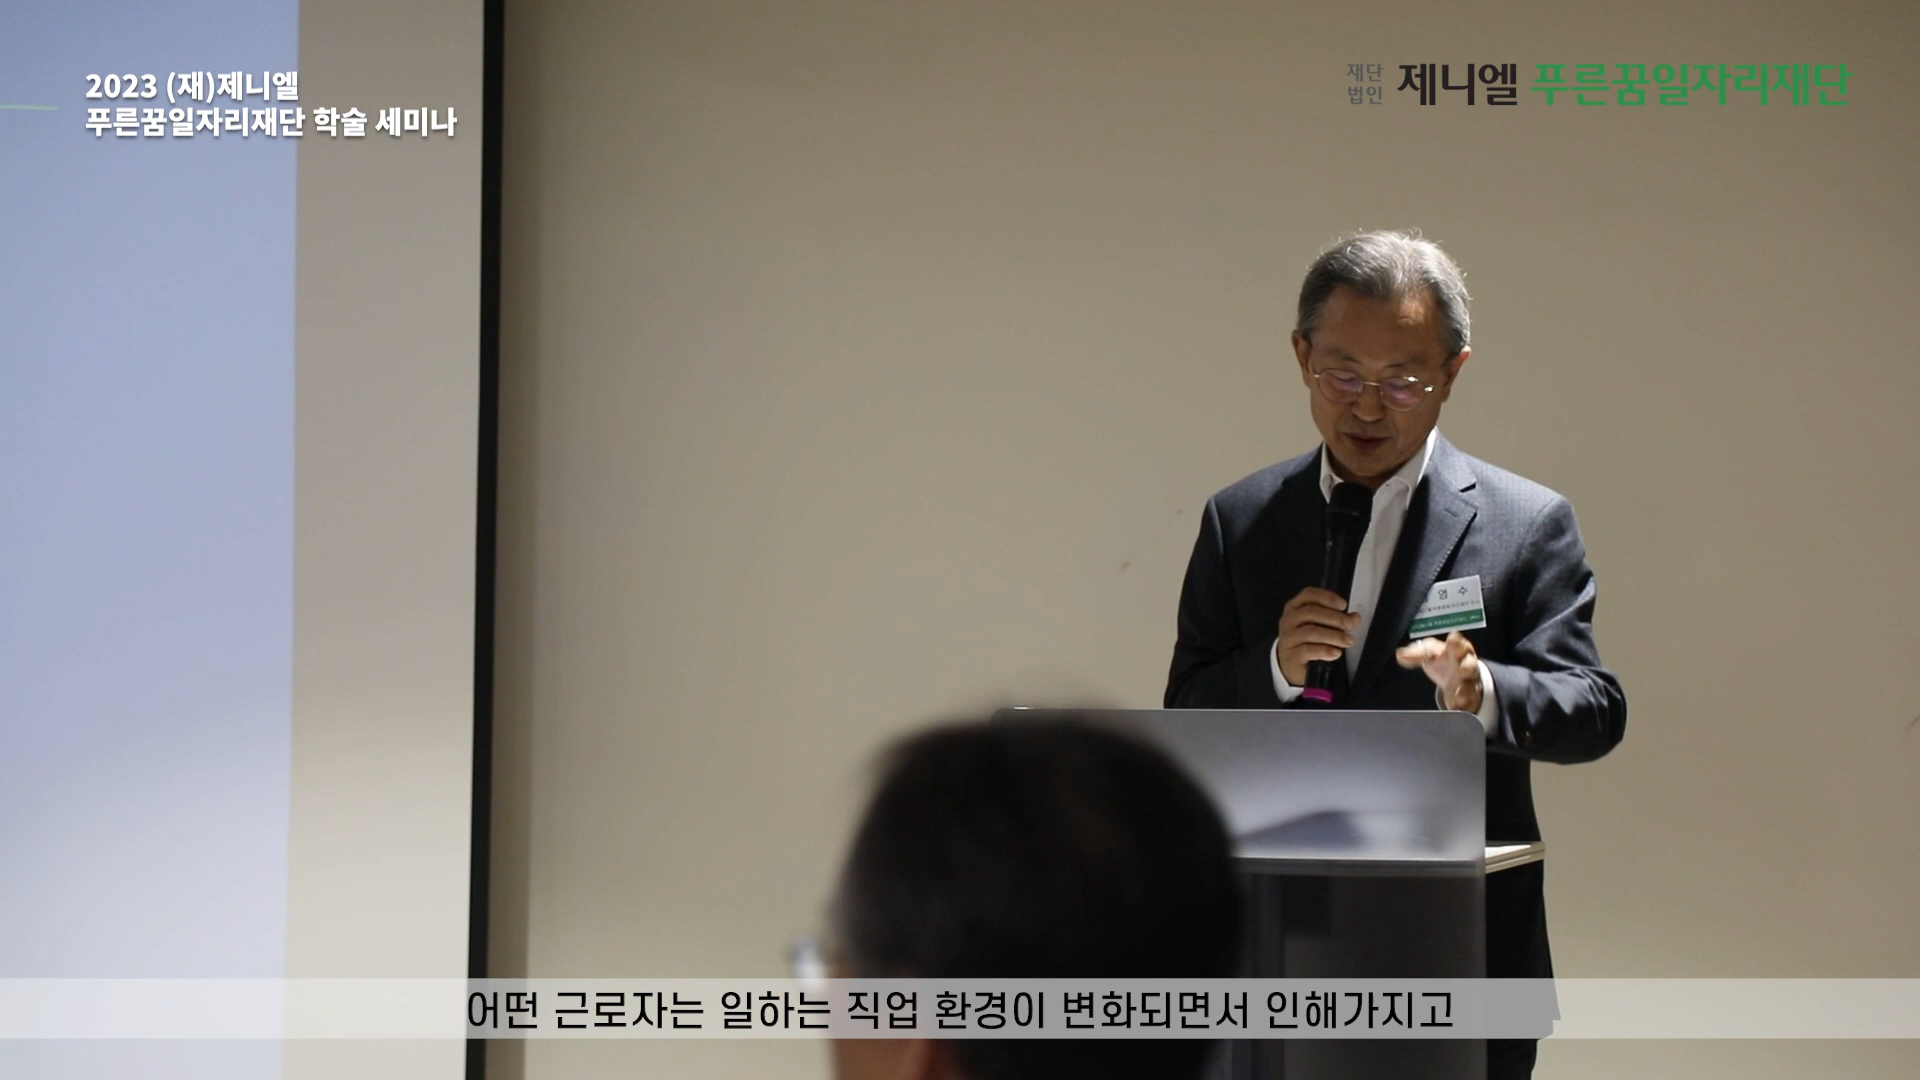 2023 (재)제니엘
푸른꿈일자리재단 학술 세미나
재단
법인
제니엘 푸른꿈일자리재단
영수
어떤 근로자는 일하는 직업 환경이 변화되면서 인해가지고